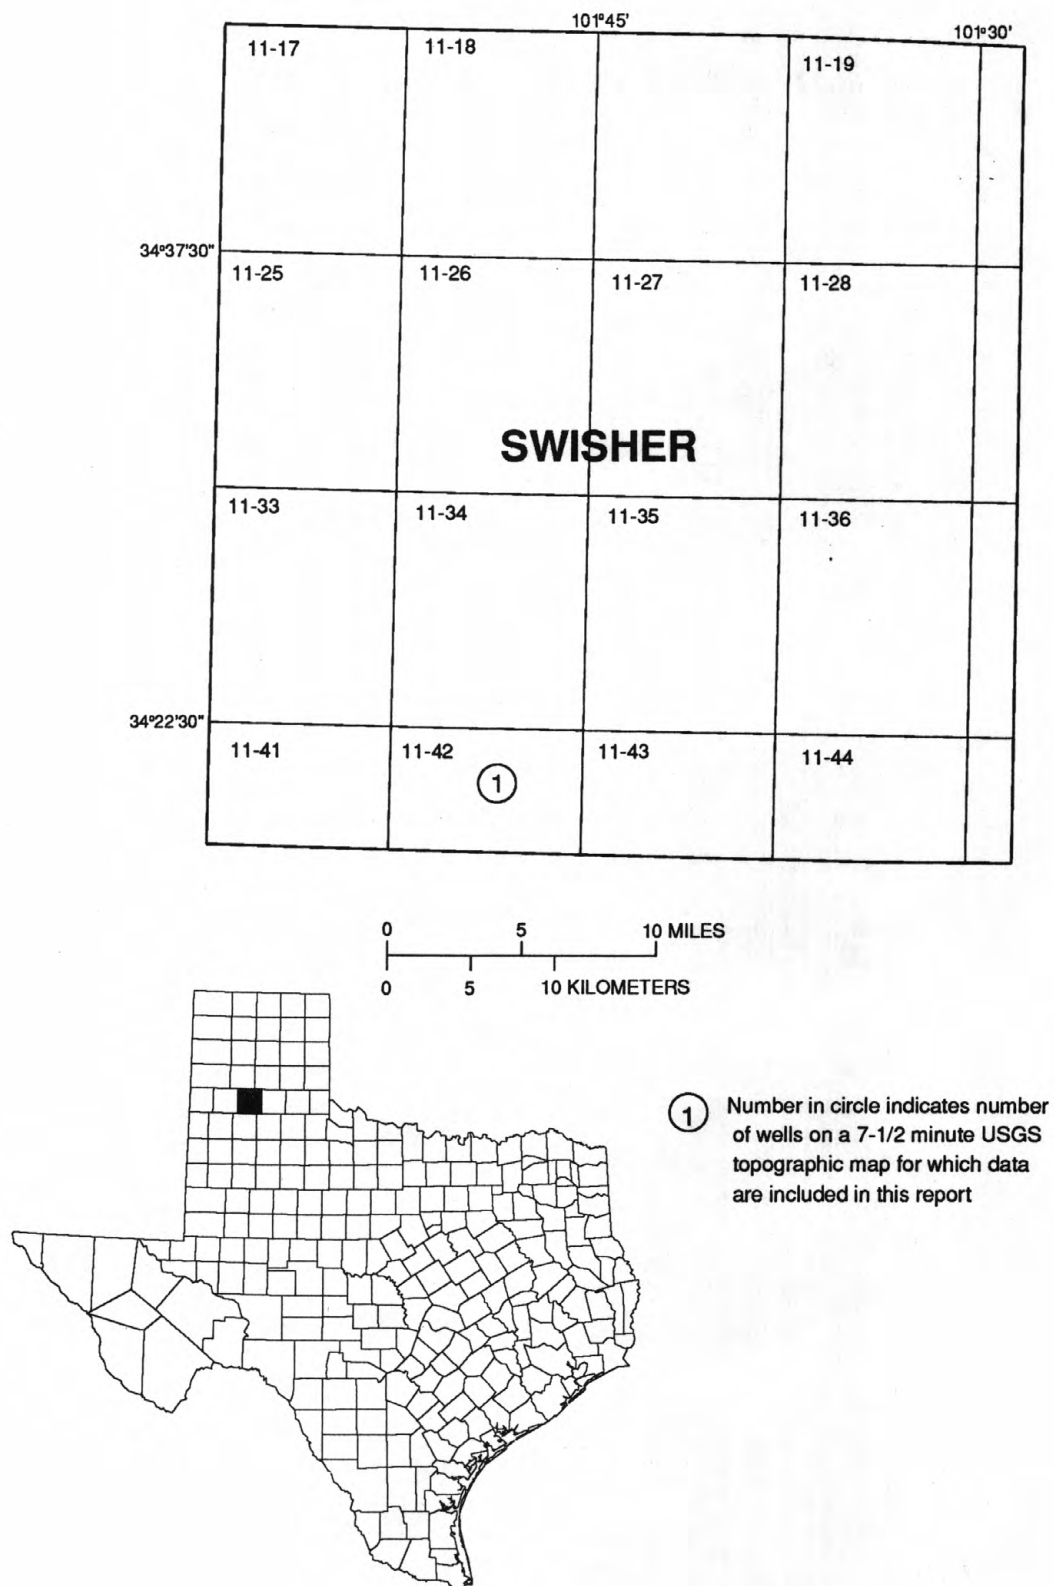 101°45'
101°30'
11-17
11-18
11-19
34°37'30"
11-25
11-26
11-27
11-28
SWISHER
11-33
11-34
11-35
11-36
34°22'30"
11-41
11-42
11-43
11-44
1
0 5 10 MILES
0 5 10 KILOMETERS
1 Number in circle indicates number
of wells on a 7-1/2 minute USGS
topographic map for which data
are included in this report